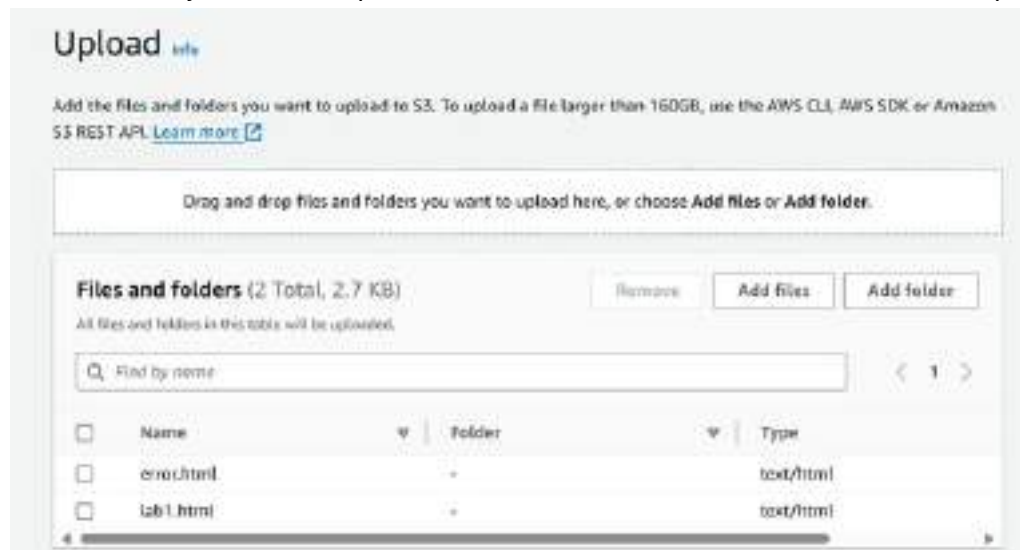 Upload Info
Add the files and folders you want to upload to S3. To upload a file larger than 160GB, use the AWS CLI, AWS SDK or Amazon
S3 REST API. Learn more
Drag and drop files and folders you want to upload here, or choose Add files or Add folder.
Files and folders (2 Total, 2.7 KB)
Remove
Add files
Add folder
All files and folders in this table will be uploaded.
Find by name
< 1 >
Name Folder Type
error.html - text/html
lab1.html - text/html